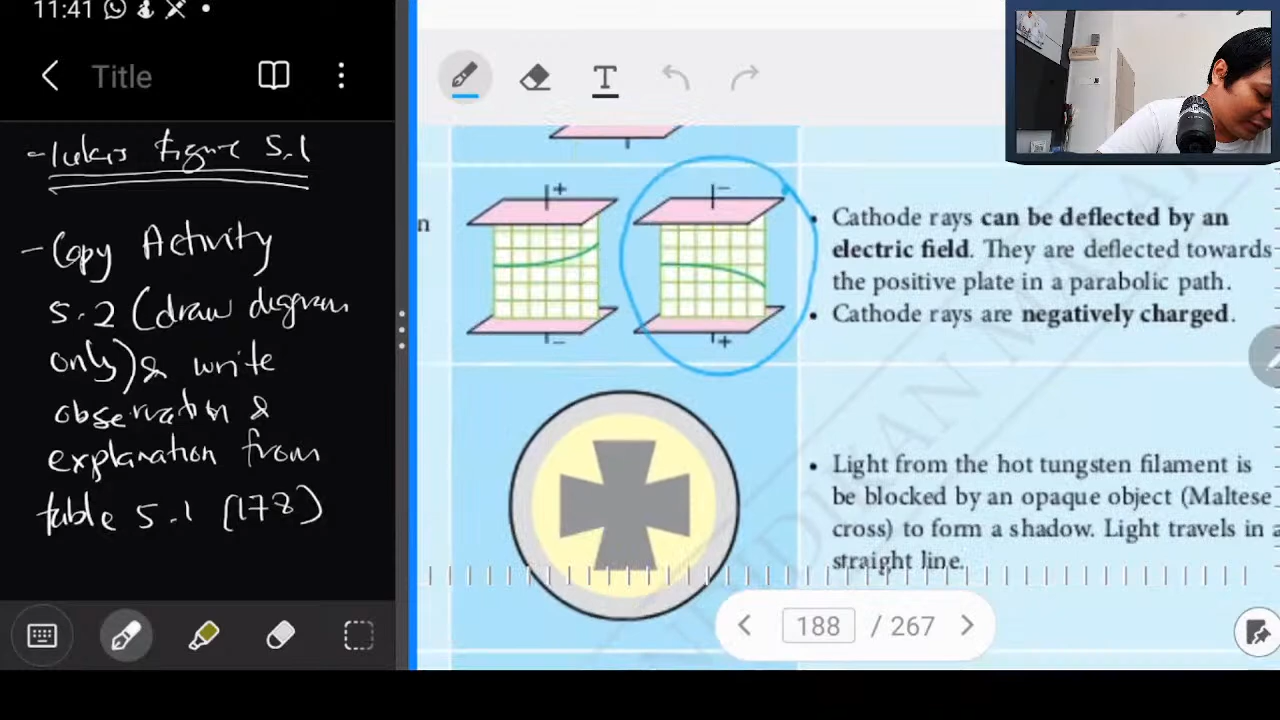 11:41
Title
- lukis figure 5.1
- Copy Activity
5.2 (draw diagram
only) & write
observation &
explanation from
table 5.1 (178)
n
+
-
-
+
• Cathode rays can be deflected by an
electric field. They are deflected towards
the positive plate in a parabolic path.
• Cathode rays are negatively charged.
• Light from the hot tungsten filament is
be blocked by an opaque object (Maltese
cross) to form a shadow. Light travels in a
straight line.
T
188 / 267